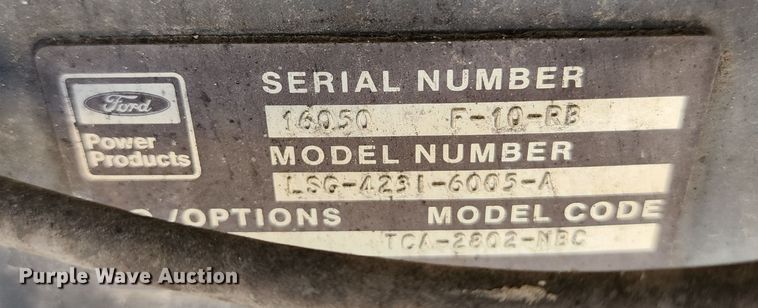 Ford
Power
Products
SERIAL NUMBER
16050 F-10-RB
MODEL NUMBER
LSG-4231-6005-A
/OPTIONS MODEL CODE
TCA-2802-NBC
Purple Wave Auction